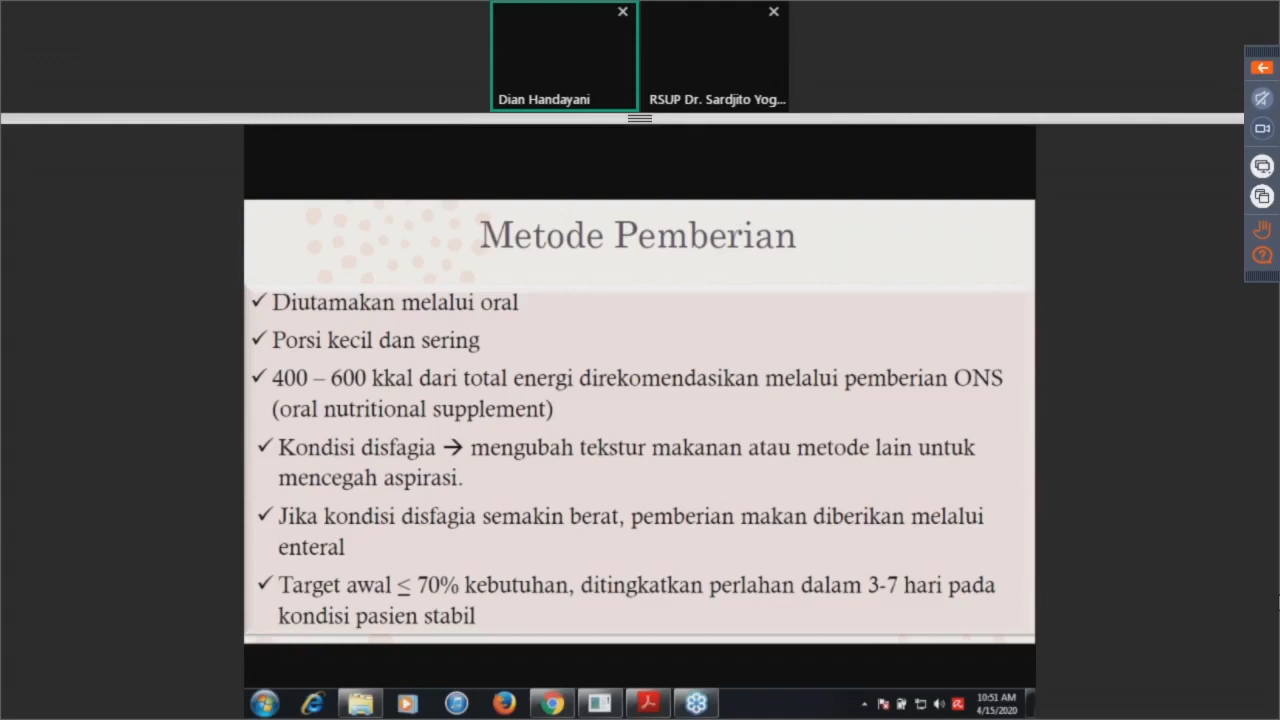 Dian Handayani
RSUP Dr. Sardjito Yog...
Metode Pemberian
✓ Diutamakan melalui oral
✓ Porsi kecil dan sering
✓ 400 – 600 kkal dari total energi direkomendasikan melalui pemberian ONS
(oral nutritional supplement)
✓ Kondisi disfagia → mengubah tekstur makanan atau metode lain untuk
mencegah aspirasi.
✓ Jika kondisi disfagia semakin berat, pemberian makan diberikan melalui
enteral
✓ Target awal ≤ 70% kebutuhan, ditingkatkan perlahan dalam 3-7 hari pada
kondisi pasien stabil
10:51 AM
4/15/2020